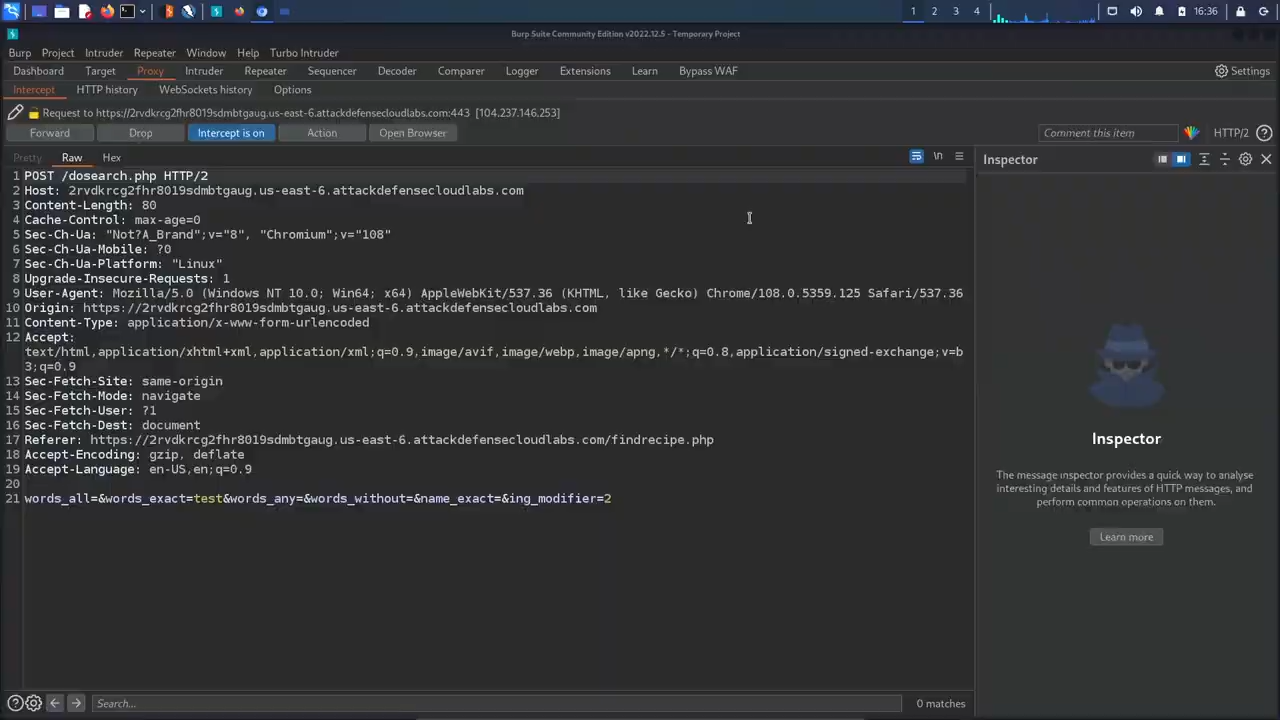 1 2 3 4 16:36
Burp Suite Community Edition v2022.12.5 - Temporary Project
Burp Project Intruder Repeater Window Help Turbo Intruder
Dashboard Target Proxy Intruder Repeater Sequencer Decoder Comparer Logger Extensions Learn Bypass WAF Settings
Intercept HTTP history WebSockets history Options
Request to https://2rvdkrcg2fhr8019sdmbtgaug.us-east-6.attackdefensecloudlabs.com:443 [104.237.146.253]
Forward Drop Intercept is on Action Open Browser Comment this item HTTP/2
Pretty Raw Hex \n Inspector
1 POST /dosearch.php HTTP/2
2 Host: 2rvdkrcg2fhr8019sdmbtgaug.us-east-6.attackdefensecloudlabs.com
3 Content-Length: 80
4 Cache-Control: max-age=0
5 Sec-Ch-Ua: "Not?A_Brand";v="8", "Chromium";v="108"
6 Sec-Ch-Ua-Mobile: ?0
7 Sec-Ch-Ua-Platform: "Linux"
8 Upgrade-Insecure-Requests: 1
9 User-Agent: Mozilla/5.0 (Windows NT 10.0; Win64; x64) AppleWebKit/537.36 (KHTML, like Gecko) Chrome/108.0.5359.125 Safari/537.36
10 Origin: https://2rvdkrcg2fhr8019sdmbtgaug.us-east-6.attackdefensecloudlabs.com
11 Content-Type: application/x-www-form-urlencoded
12 Accept:
text/html,application/xhtml+xml,application/xml;q=0.9,image/avif,image/webp,image/apng,*/*;q=0.8,application/signed-exchange;v=b
3;q=0.9
13 Sec-Fetch-Site: same-origin
14 Sec-Fetch-Mode: navigate
15 Sec-Fetch-User: ?1
16 Sec-Fetch-Dest: document
17 Referer: https://2rvdkrcg2fhr8019sdmbtgaug.us-east-6.attackdefensecloudlabs.com/findrecipe.php
18 Accept-Encoding: gzip, deflate
19 Accept-Language: en-US,en;q=0.9
20
21 words_all=&words_exact=test&words_any=&words_without=&name_exact=&ing_modifier=2
Inspector
The message inspector provides a quick way to analyse
interesting details and features of HTTP messages, and
perform common operations on them.
Learn more
Search... 0 matches